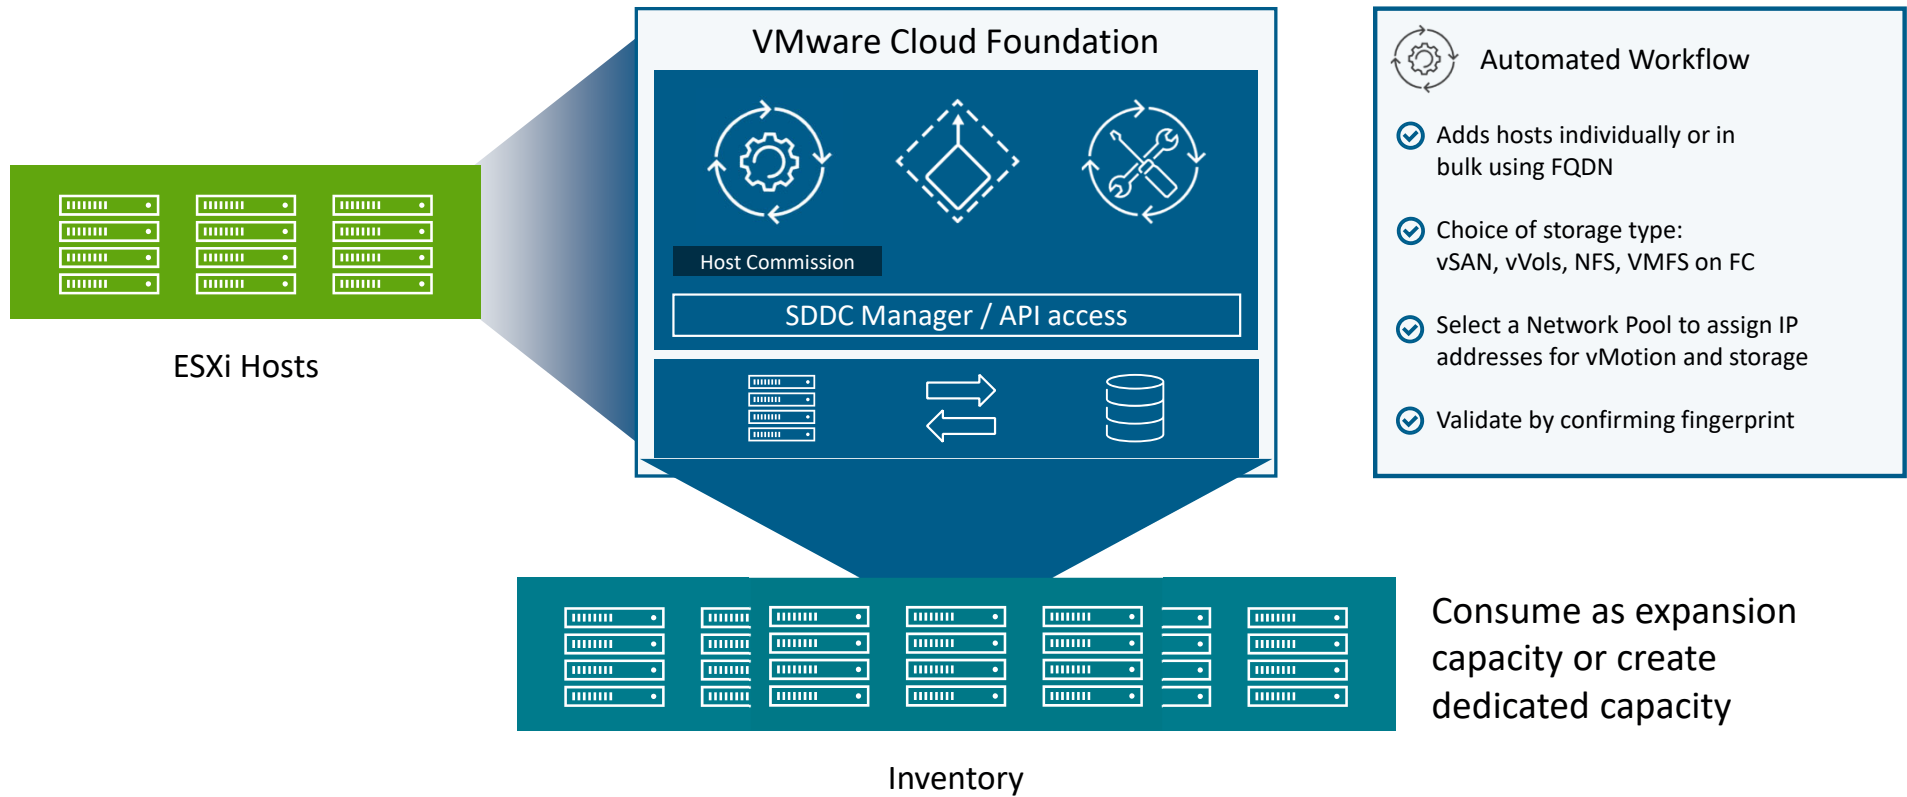 VMware Cloud Foundation
Host Commission
SDDC Manager / API access
ESXi Hosts
Automated Workflow
Adds hosts individually or in
bulk using FQDN
Choice of storage type:
vSAN, vVols, NFS, VMFS on FC
Select a Network Pool to assign IP
addresses for vMotion and storage
Validate by confirming fingerprint
Consume as expansion
capacity or create
dedicated capacity
Inventory